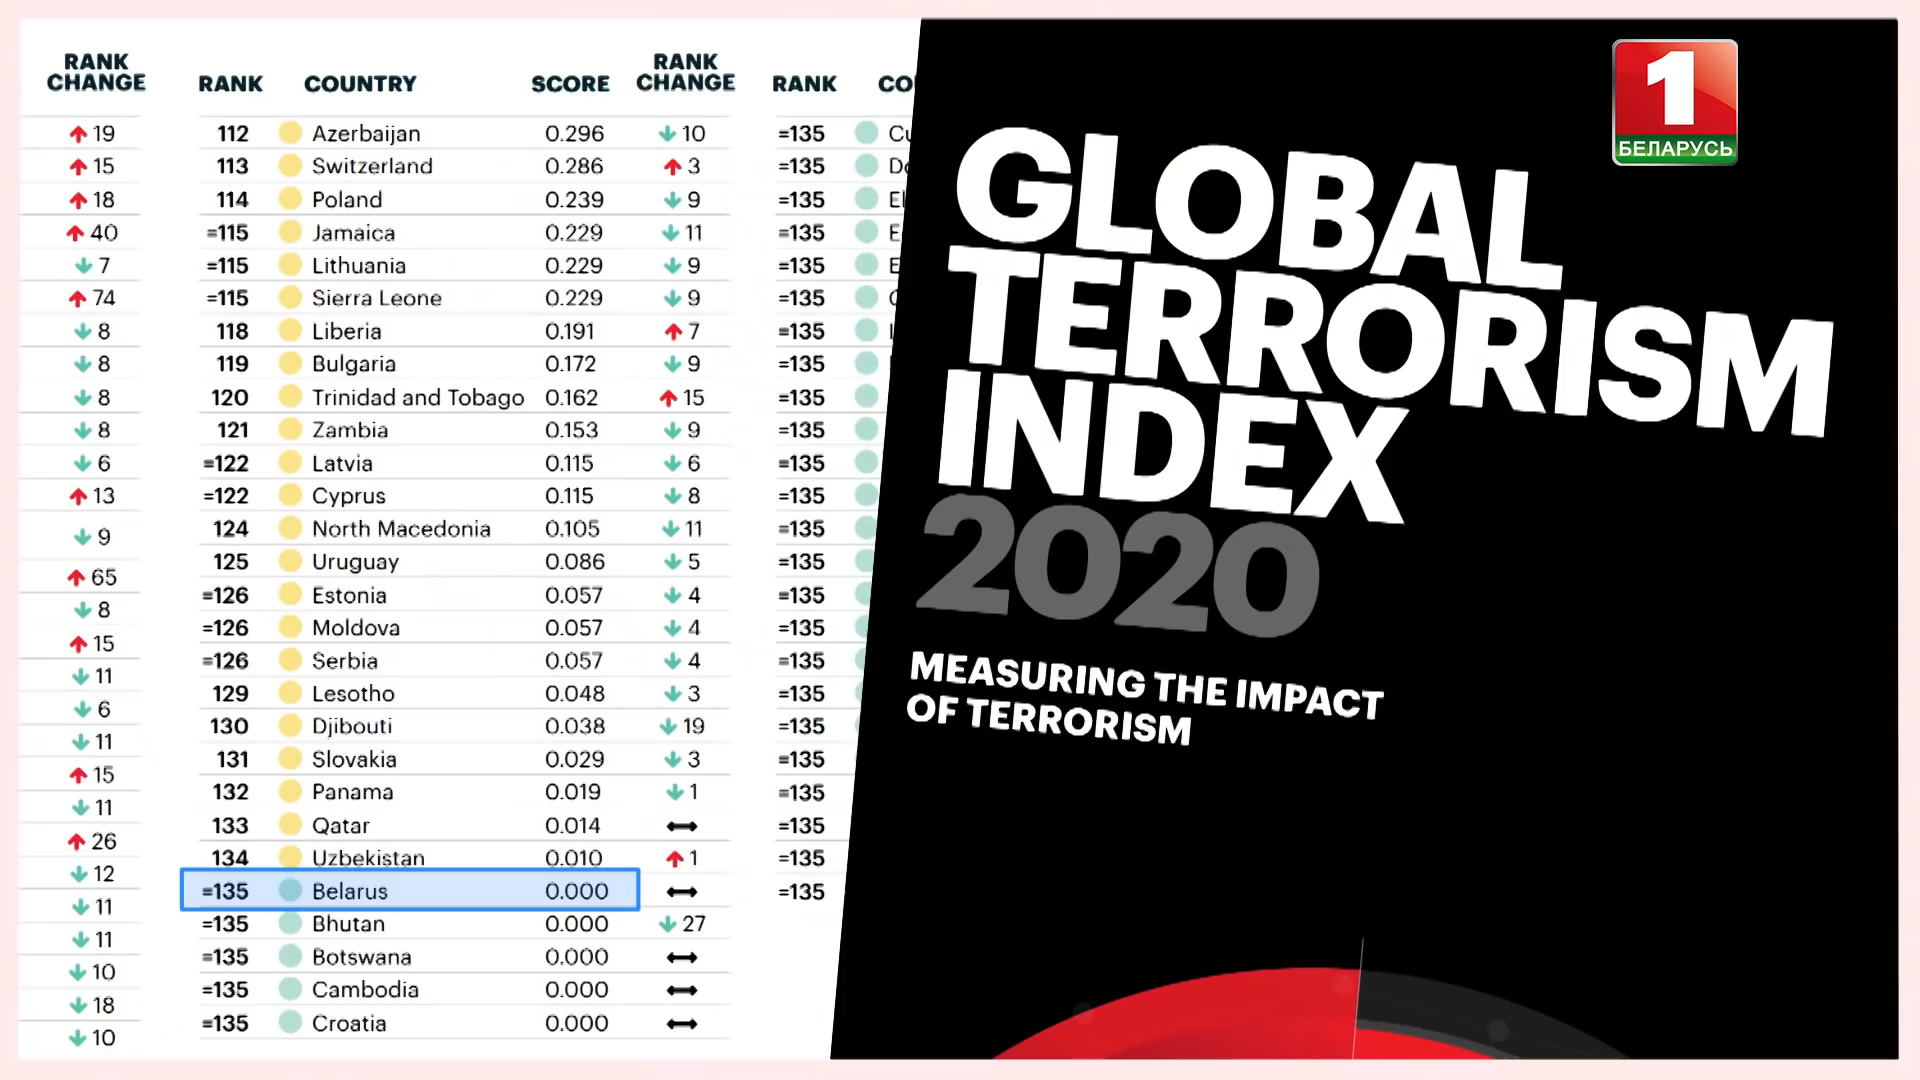 RANK CHANGE RANK COUNTRY SCORE RANK CHANGE RANK
19 112 Azerbaijan 0.296 10 =135
15 113 Switzerland 0.286 3 =135
18 114 Poland 0.239 9 =135
40 =115 Jamaica 0.229 11 =135
7 =115 Lithuania 0.229 9 =135
74 =115 Sierra Leone 0.229 9 =135
8 118 Liberia 0.191 7 =135
8 119 Bulgaria 0.172 9 =135
8 120 Trinidad and Tobago 0.162 15 =135
8 121 Zambia 0.153 9 =135
6 =122 Latvia 0.115 6 =135
13 =122 Cyprus 0.115 8 =135
9 124 North Macedonia 0.105 11 =135
65 125 Uruguay 0.086 5 =135
8 =126 Estonia 0.057 4 =135
15 =126 Moldova 0.057 4 =135
11 =126 Serbia 0.057 4 =135
6 129 Lesotho 0.048 3 =135
11 130 Djibouti 0.038 19 =135
15 131 Slovakia 0.029 3 =135
11 132 Panama 0.019 1 =135
26 133 Qatar 0.014 =135
12 134 Uzbekistan 0.010 1 =135
11 =135 Belarus 0.000 =135
11 =135 Bhutan 0.000 27
10 =135 Botswana 0.000
18 =135 Cambodia 0.000
10 =135 Croatia 0.000
1
БЕЛАРУСЬ
GLOBAL
TERRORISM
INDEX
2020
MEASURING THE IMPACT
OF TERRORISM